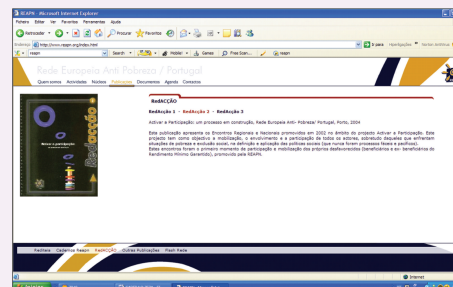 REAPN - Microsoft Internet Explorer
Ficheiro Editar Ver Favoritos Ferramentas Ajuda
Retroceder Procurar Favoritos
Endereço http://www.reapn.org/index.html Ir para Hiperligações
reapn Search Mobile Games Free Scan... reapn
Rede Europeia Anti Pobreza / Portugal
Quem somos Actividades Núcleos Publicações Documentos Agenda Contactos
RedACÇÃO
RedAcção 1 - RedAcção 2 - RedAcção 3
Activar a Participação: um processo em construção, Rede Europeia Anti- Pobreza/ Portugal, Porto, 2004
Esta publicação apresenta os Encontros Regionais e Nacionais promovidos em 2002 no âmbito do projecto Activar a Participação. Este
projecto tem como objectivo a mobilização, o envolvimento e a participação de todos os actores, sobretudo daqueles que enfrentam
situações de pobreza e exclusão social, na definição e aplicação das políticas sociais (que nunca foram processos fáceis e pacíficos).
Estes encontros foram o primeiro momento de participação e mobilização dos próprios desfavorecidos (beneficiários e ex- beneficiários do
Rendimento Mínimo Garantido), promovido pela REAPN.
Reditara Cadernos Reapn RedACÇÃO Outras Publicações Flash Rede
Internet